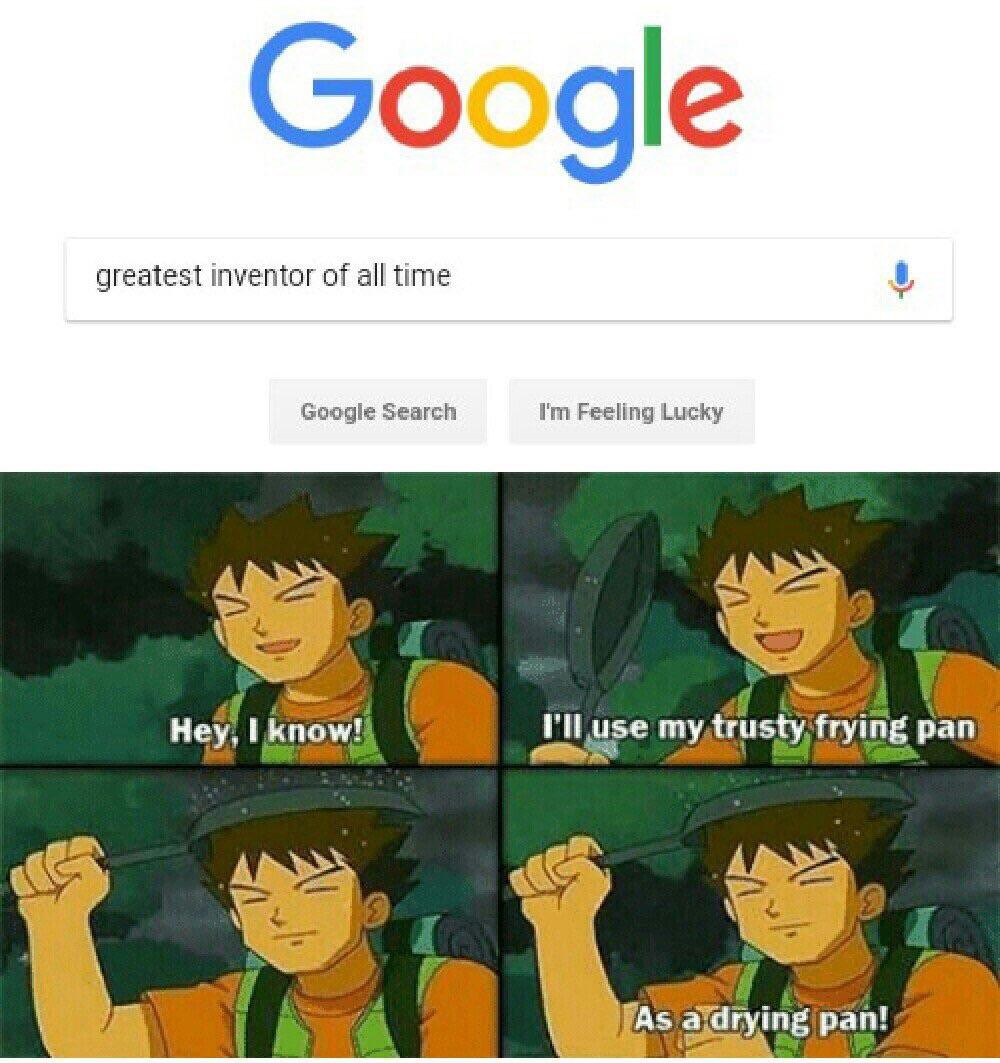 Google
greatest inventor of all time
Google Search
I'm Feeling Lucky
Hey, I know!
I'll use my trusty frying pan
As a drying pan!